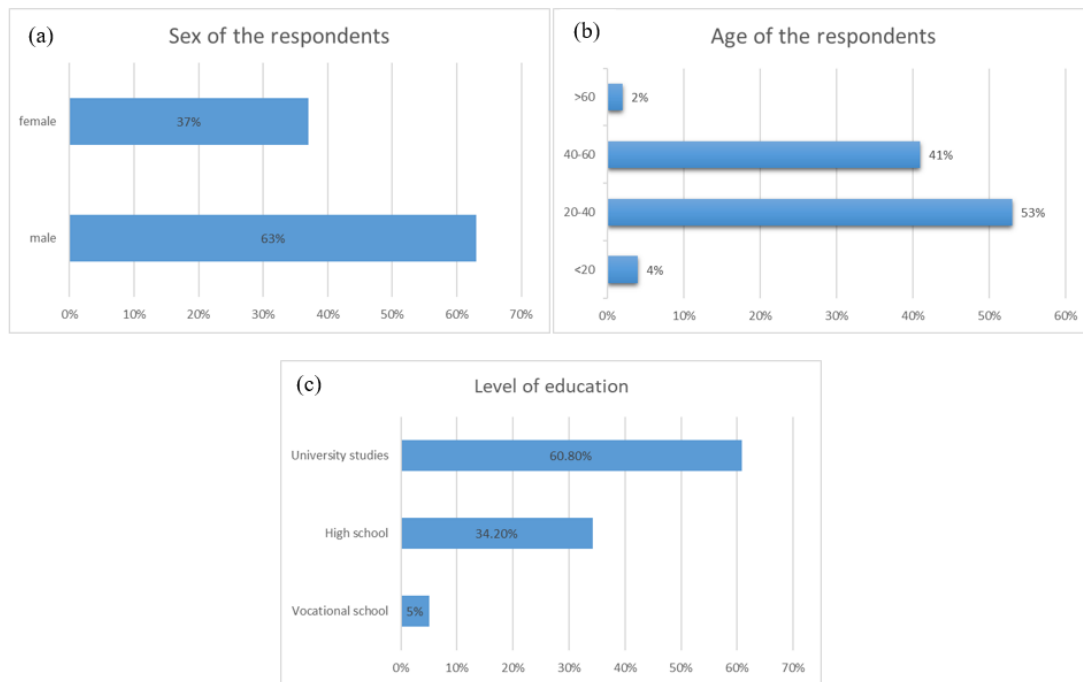 (a)
Sex of the respondents
female
37%
male
63%
0% 10% 20% 30% 40% 50% 60% 70%
(b)
Age of the respondents
>60
2%
40-60
41%
20-40
53%
<20
4%
0% 10% 20% 30% 40% 50% 60%
(c)
Level of education
University studies
60.80%
High school
34.20%
Vocational school
5%
0% 10% 20% 30% 40% 50% 60% 70%